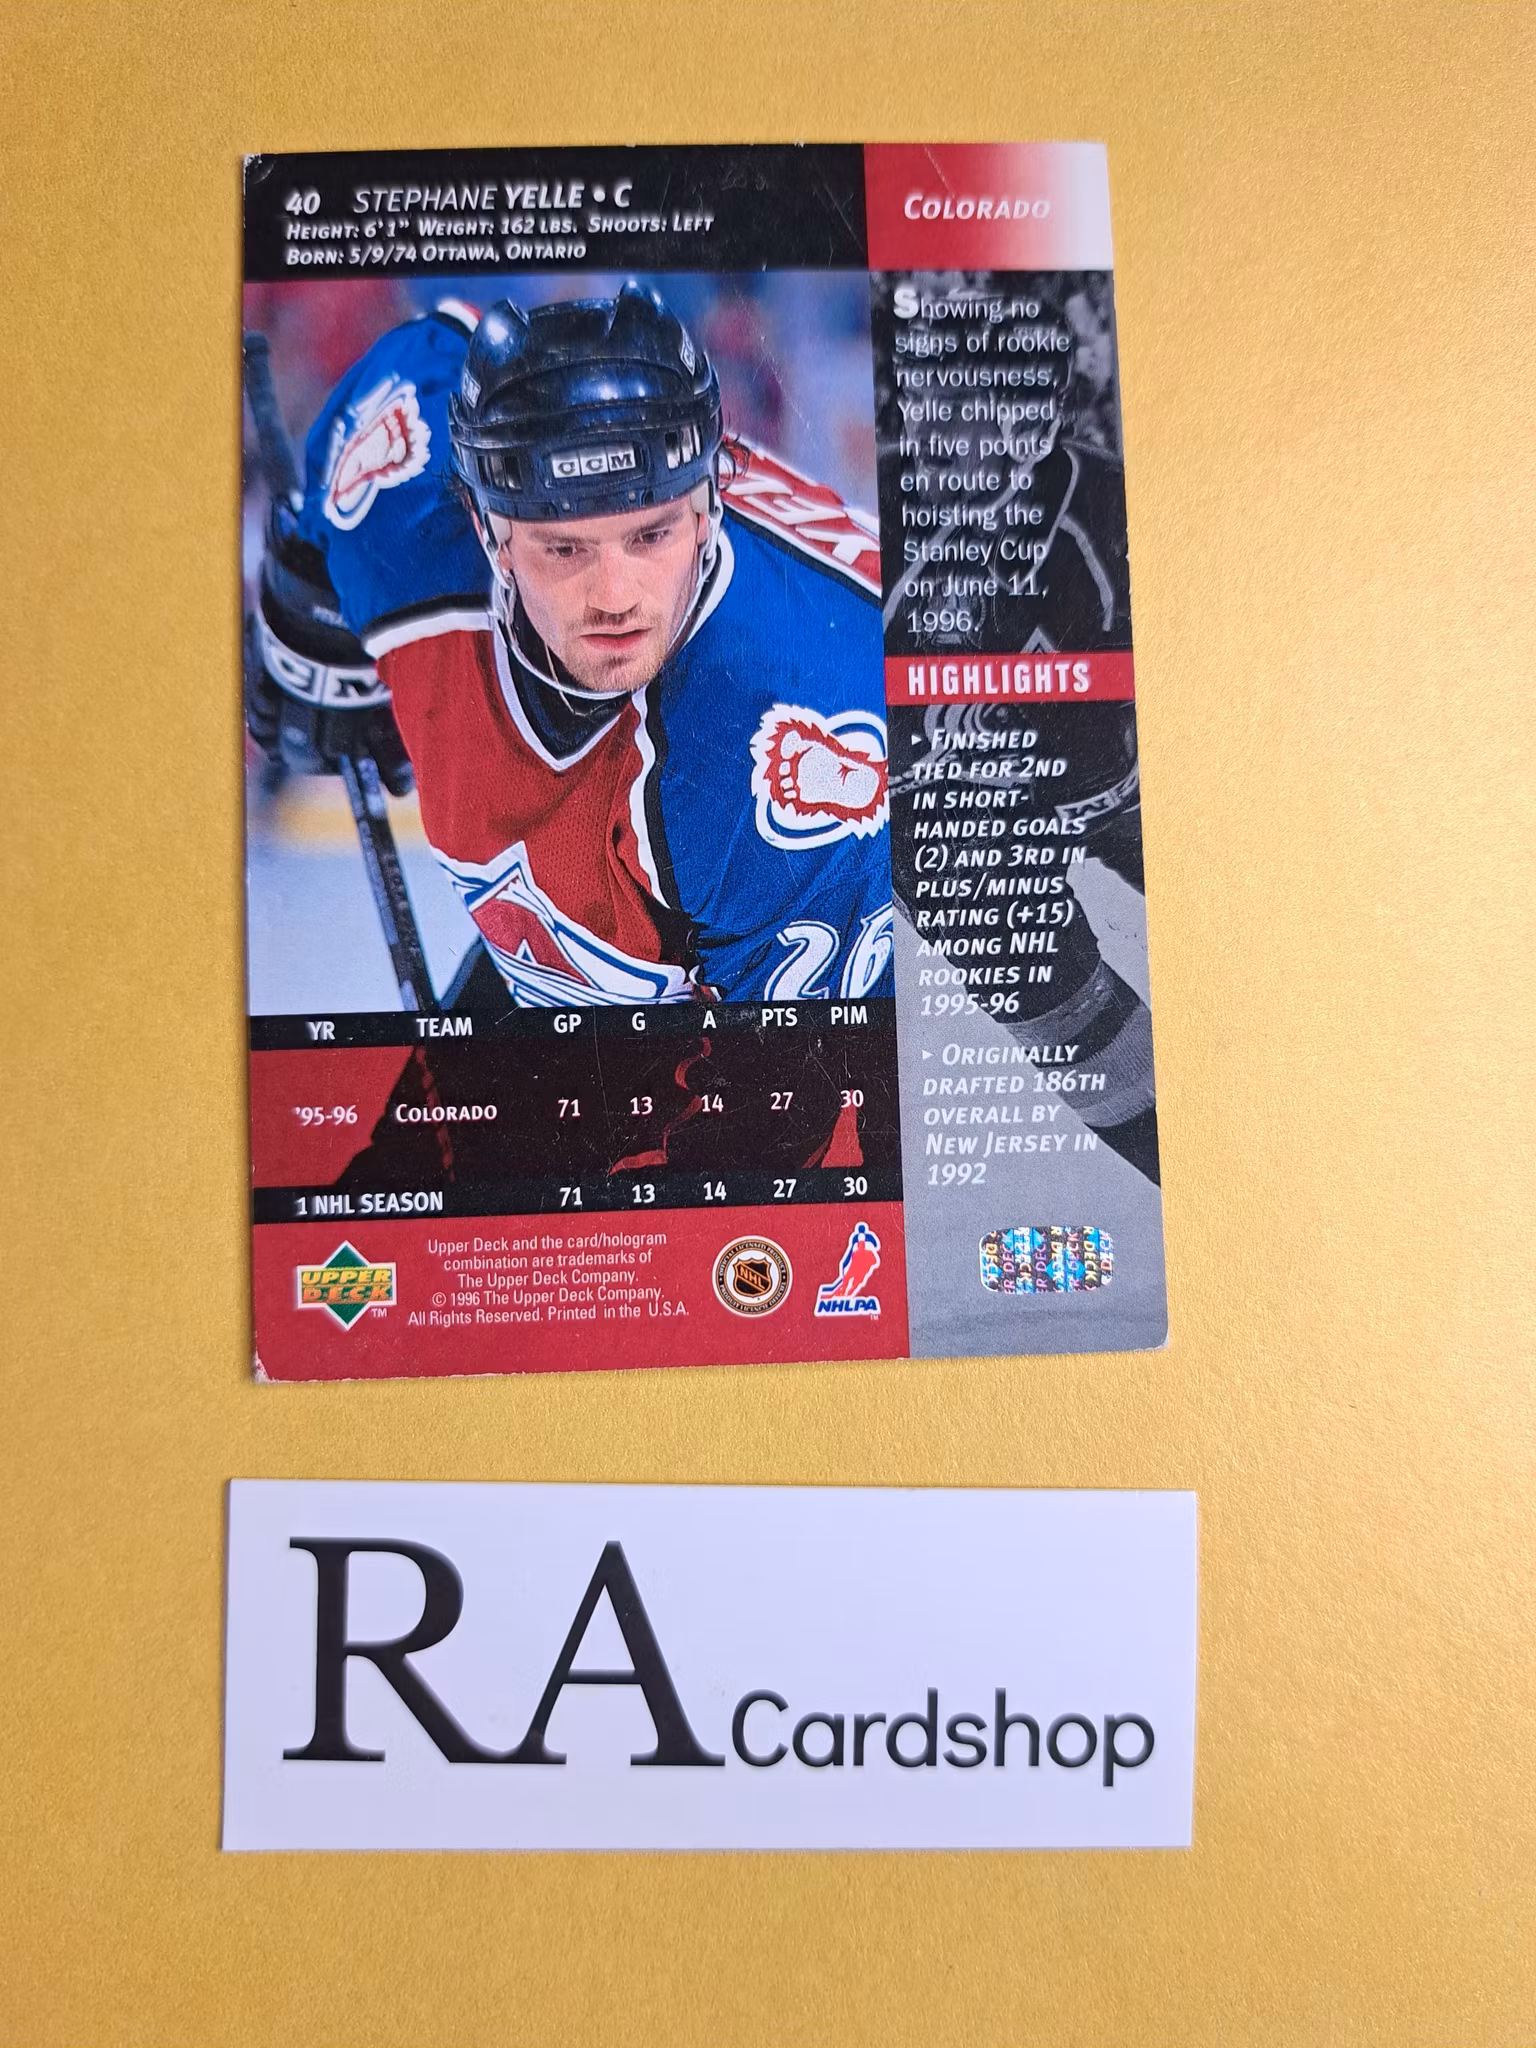 40 STEPHANE YELLE • C
HEIGHT: 6'1" WEIGHT: 162 LBS. SHOOTS: LEFT
BORN: 5/9/74 OTTAWA, ONTARIO
COLORADO
Showing no
signs of rookie
nervousness,
Yelle chipped
in five points
en route to
hoisting the
Stanley Cup
on June 11,
1996.
HIGHLIGHTS
▸ FINISHED
TIED FOR 2ND
IN SHORT-
HANDED GOALS
(2) AND 3RD IN
PLUS/MINUS
RATING (+15)
AMONG NHL
ROOKIES IN
1995-96
▸ ORIGINALLY
DRAFTED 186TH
OVERALL BY
NEW JERSEY IN
1992
CCM
YEL
26
YR TEAM GP G A PTS PIM
'95-96 COLORADO 71 13 14 27 30
1 NHL SEASON 71 13 14 27 30
UPPER
DECK
™
Upper Deck and the card/hologram
combination are trademarks of
The Upper Deck Company.
© 1996 The Upper Deck Company.
All Rights Reserved. Printed in the U.S.A.
NHL
NHLPA
RA Cardshop